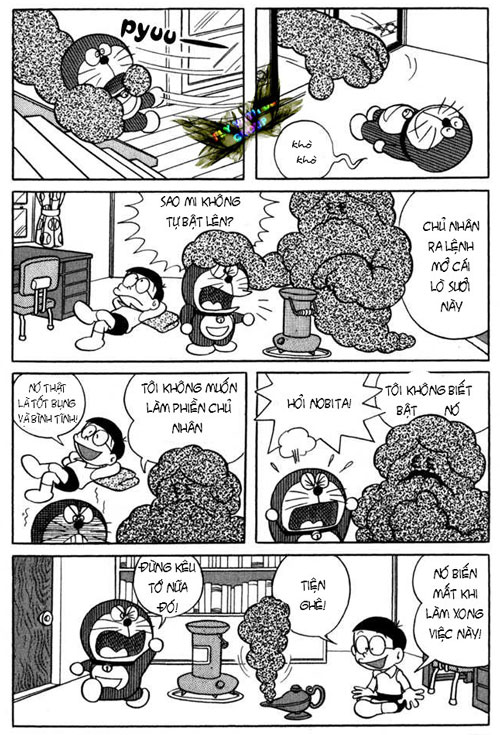 pyuu
khò
khò
SAO MI KHÔNG
TỰ BẬT LÊN?
CHỦ NHÂN
RA LỆNH
MỞ CÁI
LÒ SƯỞI
NÀY
NÓ THẬT
LÀ TỐT BỤNG
VÀ BÌNH TĨNH!
TÔI KHÔNG MUỐN
LÀM PHIỀN CHỦ
NHÂN
HỎI NOBITA!
TÔI KHÔNG BIẾT
BẬT NÓ
ĐỪNG KÊU
TỚ NỮA
ĐÓ!
TIỆN
GHÊ!
NÓ BIẾN
MẤT KHI
LÀM XONG
VIỆC NÀY!